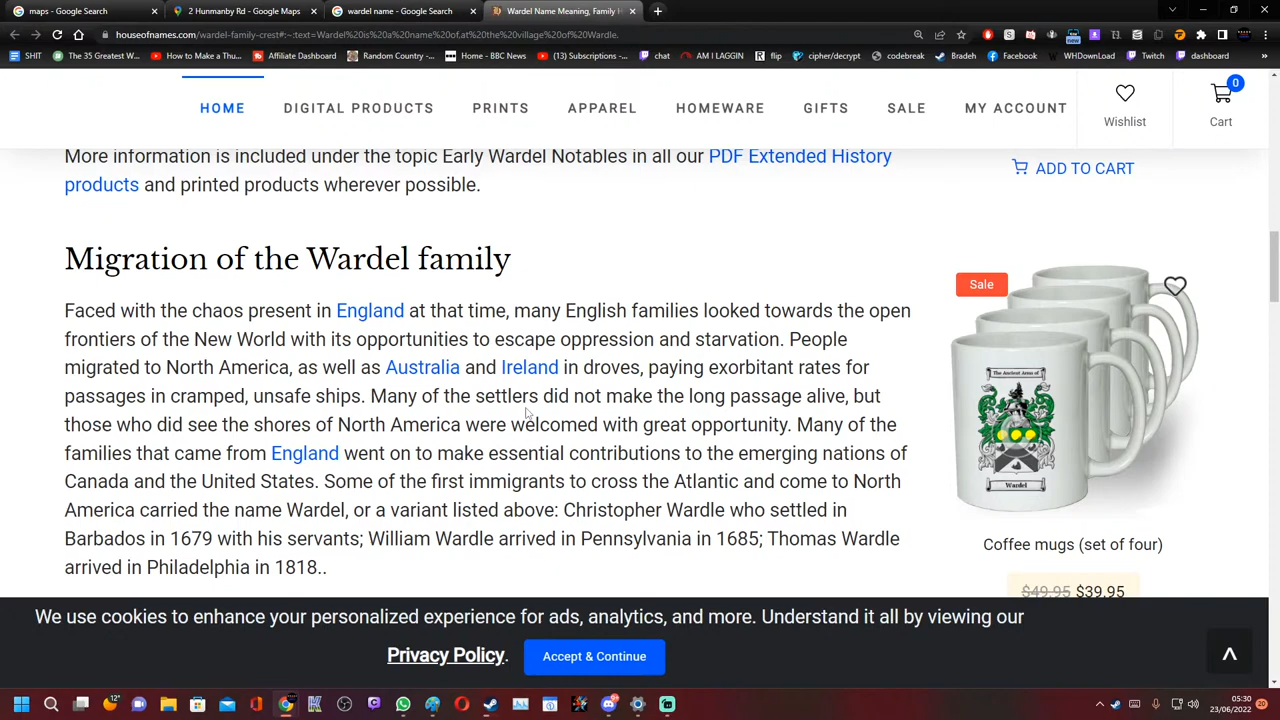 maps - Google Search
2 Hunmanby Rd - Google Maps
wardel name - Google Search
Wardel Name Meaning, Family H
houseofnames.com/wardel-family-crest#:~:text=Wardel%20is%20a%20name%20of,at%20the%20village%20of%20Wardle.
SHIT
The 35 Greatest W...
How to Make a Thu...
BBC Sounds
Twitch
Amazon Dashboard
Random Country -...
Home - BBC News
(13) Subscriptions -...
chat
AM I LAGGIN
flip
cipher/decrypt
codebreak
Bradeh
Facebook
WHDownload
Twitch
dashboard
HOME
DIGITAL PRODUCTS
PRINTS
APPAREL
HOMEWARE
GIFTS
SALE
MY ACCOUNT
Wishlist
0
Cart
More information is included under the topic Early Wardel Notables in all our PDF Extended History
products and printed products wherever possible.
ADD TO CART
Migration of the Wardel family
Faced with the chaos present in England at that time, many English families looked towards the open
frontiers of the New World with its opportunities to escape oppression and starvation. People
migrated to North America, as well as Australia and Ireland in droves, paying exorbitant rates for
passages in cramped, unsafe ships. Many of the settlers did not make the long passage alive, but
those who did see the shores of North America were welcomed with great opportunity. Many of the
families that came from England went on to make essential contributions to the emerging nations of
Canada and the United States. Some of the first immigrants to cross the Atlantic and come to North
America carried the name Wardel, or a variant listed above: Christopher Wardle who settled in
Barbados in 1679 with his servants; William Wardle arrived in Pennsylvania in 1685; Thomas Wardle
arrived in Philadelphia in 1818..
Sale
The Ancient Arms of
Wardel
Coffee mugs (set of four)
$49.95 $39.95
We use cookies to enhance your personalized experience for ads, analytics, and more. Understand it all by viewing our
Privacy Policy.
Accept & Continue
^
12°
05:30
23/06/2022
20